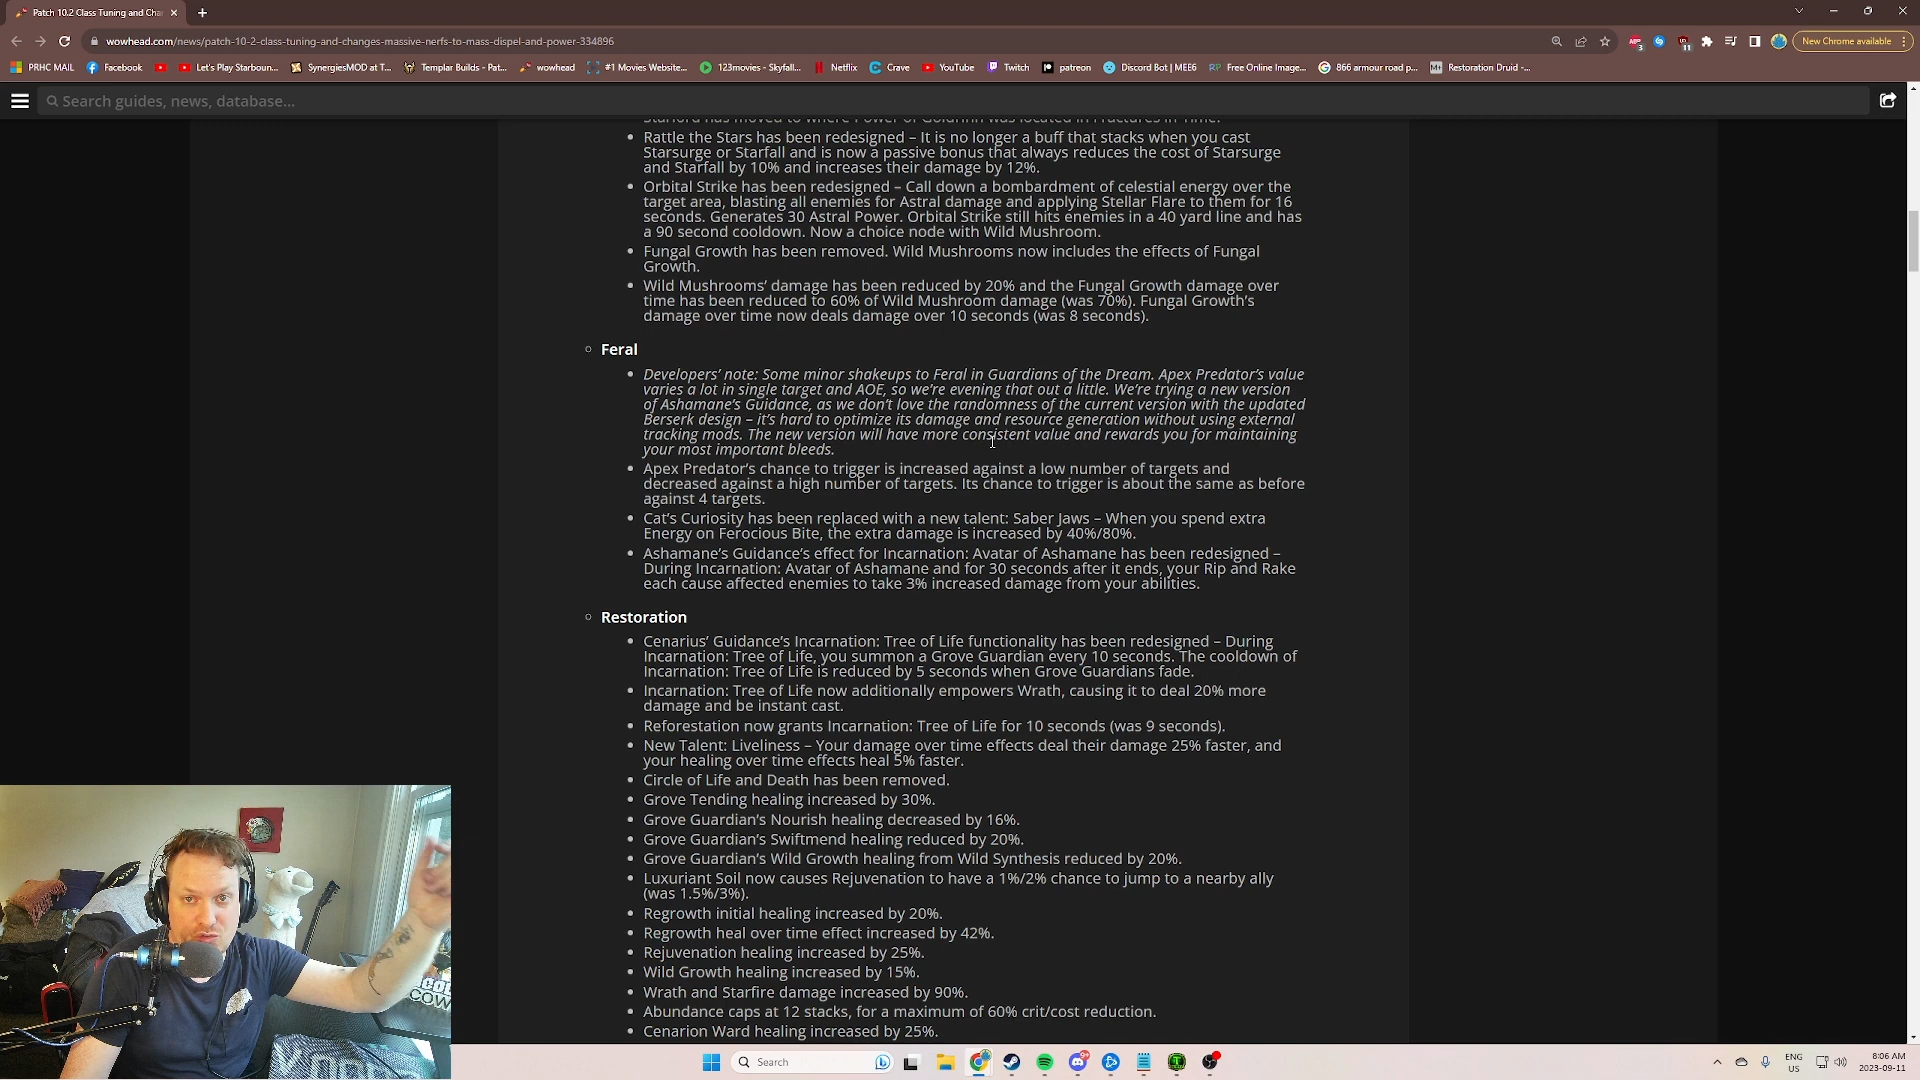 Patch 10.2 Class Tuning and Cha
wowhead.com/news/patch-10-2-class-tuning-and-changes-massive-nerfs-to-mass-dispel-and-power-334896
New Chrome available
PRHC MAIL
Facebook
Let's Play Starboun...
SynergiesMOD at T...
Templar Builds - Pat...
wowhead
#1 Movies Website...
123movies - Skyfall...
Netflix
Crave
YouTube
Twitch
patreon
Discord Bot | MEE6
Free Online Image...
866 armour road p...
Restoration Druid -...
Search guides, news, database...
Rattle the Stars has been redesigned – It is no longer a buff that stacks when you cast
Starsurge or Starfall and is now a passive bonus that always reduces the cost of Starsurge
and Starfall by 10% and increases their damage by 12%.
Orbital Strike has been redesigned – Call down a bombardment of celestial energy over the
target area, blasting all enemies for Astral damage and applying Stellar Flare to them for 16
seconds. Generates 30 Astral Power. Orbital Strike still hits enemies in a 40 yard line and has
a 90 second cooldown. Now a choice node with Wild Mushroom.
Fungal Growth has been removed. Wild Mushrooms now includes the effects of Fungal
Growth.
Wild Mushrooms' damage has been reduced by 20% and the Fungal Growth damage over
time has been reduced to 60% of Wild Mushroom damage (was 70%). Fungal Growth's
damage over time now deals damage over 10 seconds (was 8 seconds).
Feral
Developers' note: Some minor shakeups to Feral in Guardians of the Dream. Apex Predator's value
varies a lot in single target and AOE, so we're evening that out a little. We're trying a new version
of Ashamane's Guidance, as we don't love the randomness of the current version with the updated
Berserk design – it's hard to optimize its damage and resource generation without using external
tracking mods. The new version will have more consistent value and rewards you for maintaining
your most important bleeds.
Apex Predator's chance to trigger is increased against a low number of targets and
decreased against a high number of targets. Its chance to trigger is about the same as before
against 4 targets.
Cat's Curiosity has been replaced with a new talent: Saber Jaws – When you spend extra
Energy on Ferocious Bite, the extra damage is increased by 40%/80%.
Ashamane's Guidance's effect for Incarnation: Avatar of Ashamane has been redesigned –
During Incarnation: Avatar of Ashamane and for 30 seconds after it ends, your Rip and Rake
each cause affected enemies to take 3% increased damage from your abilities.
Restoration
Cenarius' Guidance's Incarnation: Tree of Life functionality has been redesigned – During
Incarnation: Tree of Life, you summon a Grove Guardian every 10 seconds. The cooldown of
Incarnation: Tree of Life is reduced by 5 seconds when Grove Guardians fade.
Incarnation: Tree of Life now additionally empowers Wrath, causing it to deal 20% more
damage and be instant cast.
Reforestation now grants Incarnation: Tree of Life for 10 seconds (was 9 seconds).
New Talent: Liveliness – Your damage over time effects deal their damage 25% faster, and
your healing over time effects heal 5% faster.
Circle of Life and Death has been removed.
Grove Tending healing increased by 30%.
Grove Guardian's Nourish healing decreased by 16%.
Grove Guardian's Swiftmend healing reduced by 20%.
Grove Guardian's Wild Growth healing from Wild Synthesis reduced by 20%.
Luxuriant Soil now causes Rejuvenation to have a 1%/2% chance to jump to a nearby ally
(was 1.5%/3%).
Regrowth initial healing increased by 20%.
Regrowth heal over time effect increased by 42%.
Rejuvenation healing increased by 25%.
Wild Growth healing increased by 15%.
Wrath and Starfire damage increased by 90%.
Abundance caps at 12 stacks, for a maximum of 60% crit/cost reduction.
Cenarion Ward healing increased by 25%.
Search
ENG
US
8:06 AM
2023-09-11